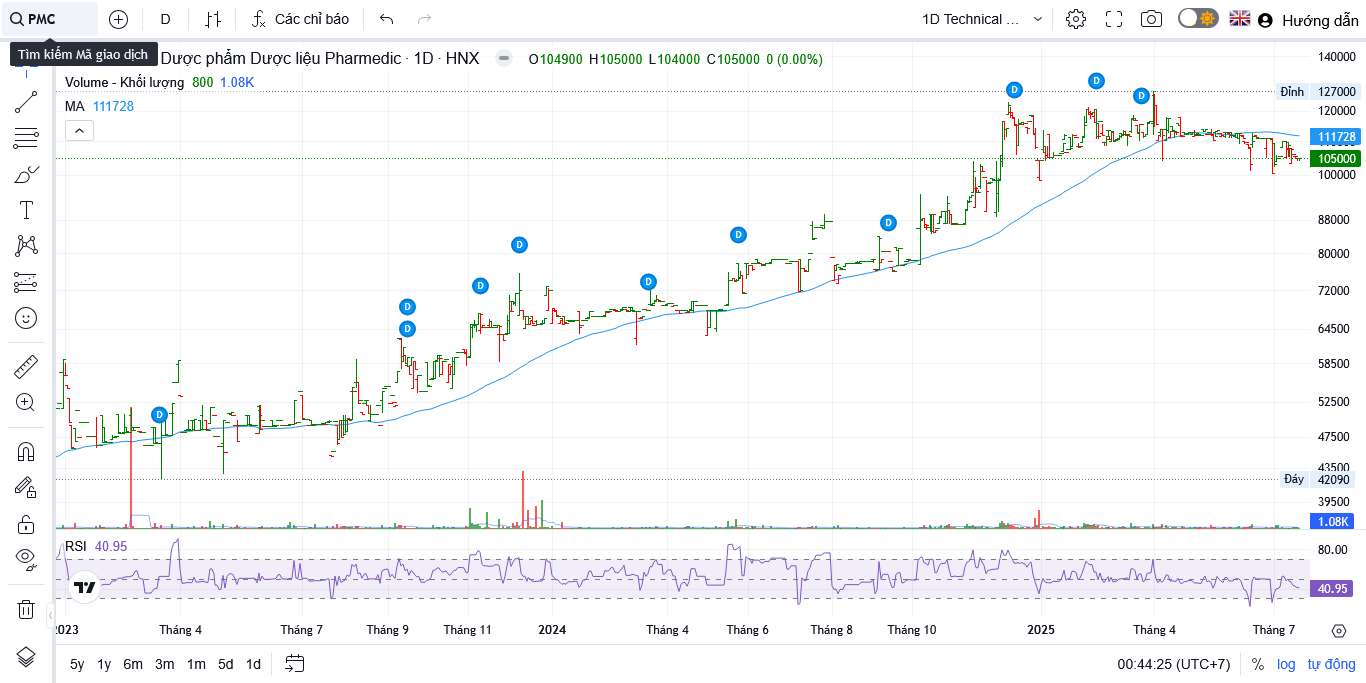 PMC
D
Các chỉ báo
1D Technical ...
Hướng dẫn
Tìm kiếm Mã giao dịch
Dược phẩm Dược liệu Pharmedic · 1D · HNX
O104900 H105000 L104000 C105000 0 (0.00%)
Volume - Khối lượng 800 1.08K
MA 111728
140000
Đỉnh 127000
120000
111728
105000
100000
88000
80000
72000
64500
58500
52500
47500
43500
Đáy 42090
39500
1.08K
D
D
D
D
D
D
D
D
D
D
D
RSI 40.95
80.00
40.95
2023
Tháng 4
Tháng 7
Tháng 9
Tháng 11
2024
Tháng 4
Tháng 6
Tháng 8
Tháng 10
2025
Tháng 4
Tháng 7
5y 1y 6m 3m 1m 5d 1d
00:44:25 (UTC+7)
% log tự động